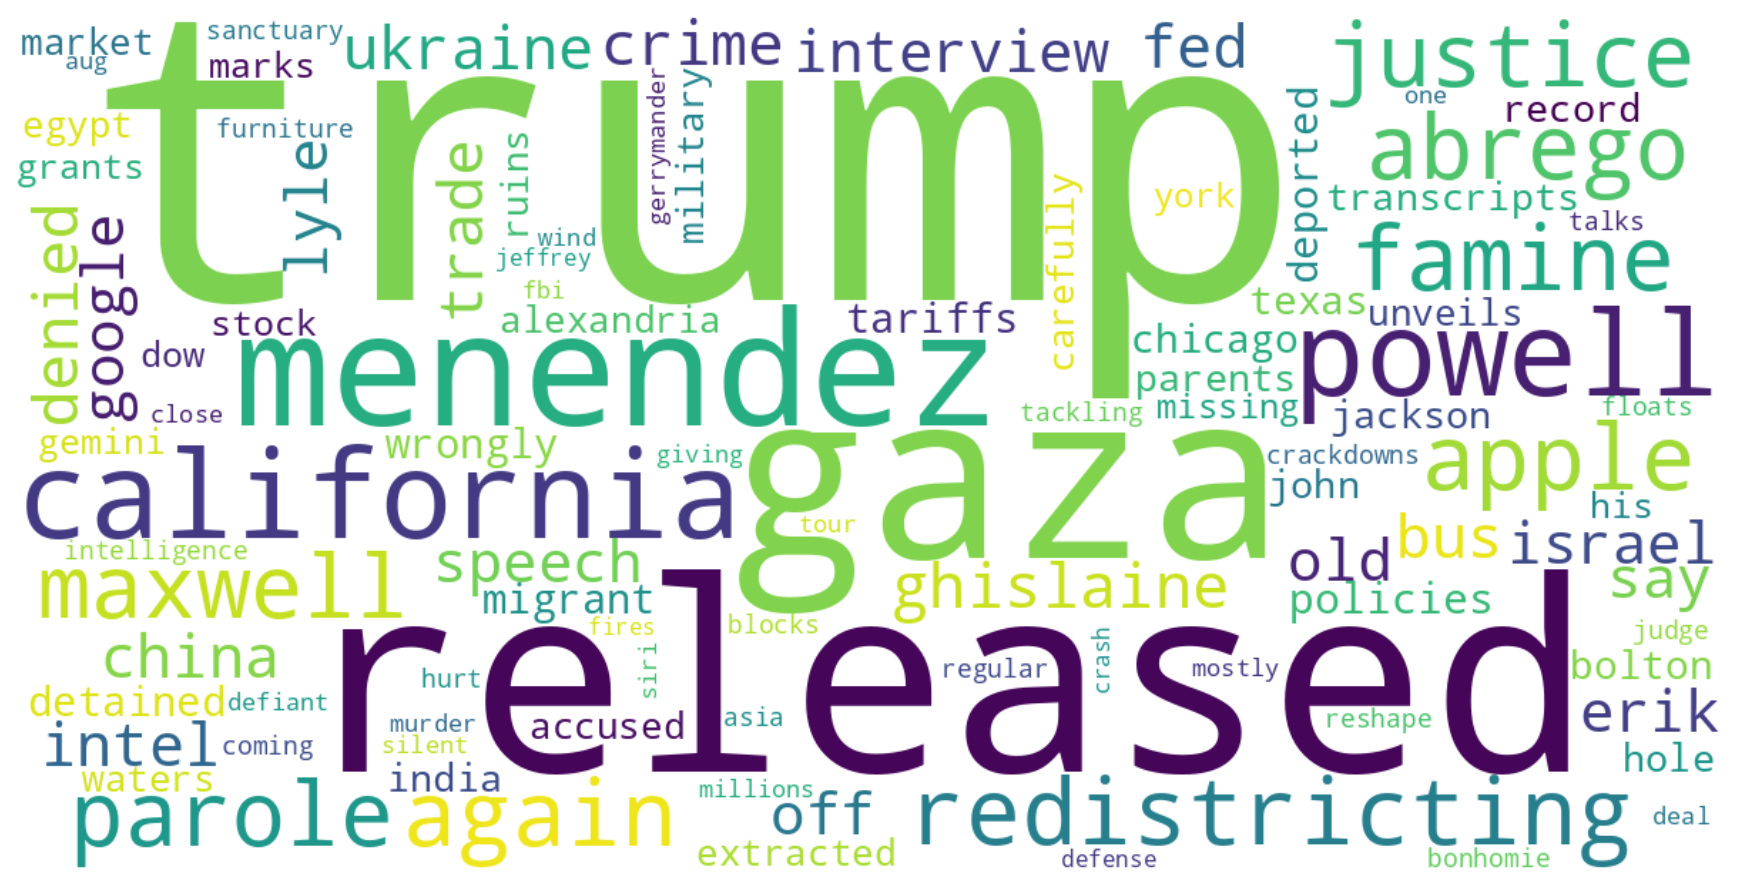 market
aug
sanctuary
marks
ukraine
crime
interview
fed
justice
one
record
trump
egypt
grants
furniture
lyle
trade
ruins
gerrymander
military
carefully
york
deported
abrego
transcripts
talks
famine
denied
google
wind
jeffrey
fbi
alexandria
tariffs
texas
unveils
stock
dow
close
menendez
chicago
parents
missing
powell
tackling
jackson
floats
gemini
wrongly
giving
gaza
crackdowns
john
apple
his
california
tour
bus
israel
old
intelligence
maxwell
speech
migrant
ghislaine
policies
say
fires
blocks
judge
china
siri
released
regular
crash
mostly
bolton
detained
defiant
hurt
murder
silent
accused
asia
reshape
erik
intel
coming
hole
waters
india
millions
parole
again
off
redistricting
deal
extracted
defense
bonhomie